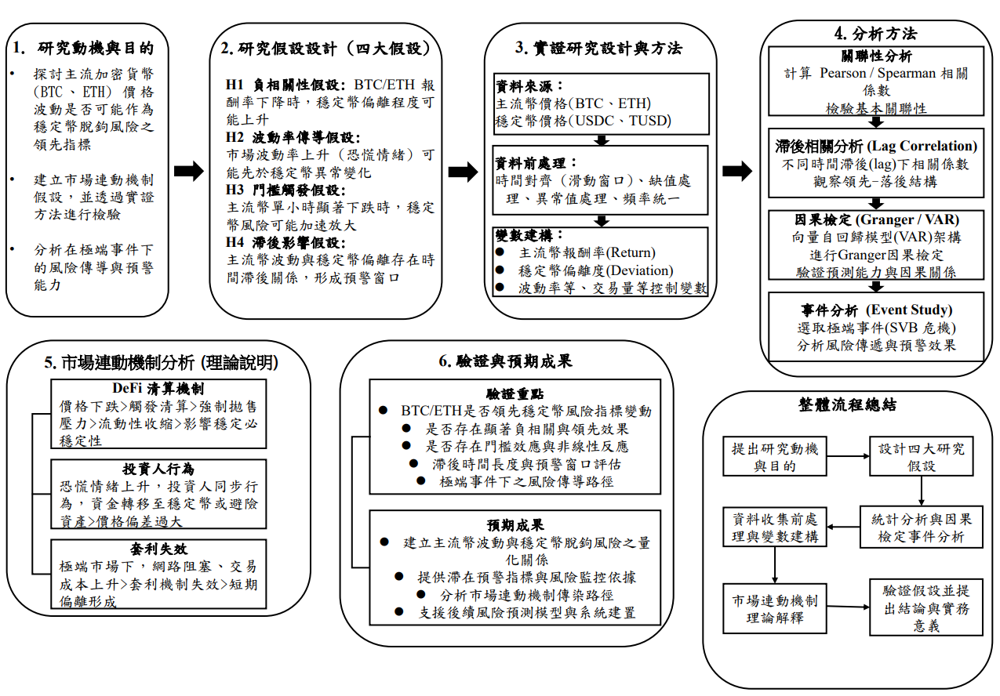 1. 研究動機與目的
• 探討主流加密貨幣
(BTC、ETH) 價格
波動是否可能作為
穩定幣脫鉤風險之
領先指標
• 建立市場連動機制
假設，並透過實證
方法進行檢驗
• 分析在極端事件下
的風險傳導與預警
能力
2. 研究假設設計（四大假設）
H1 負相關性假設: BTC/ETH 報
酬率下降時，穩定幣偏離程度可
能上升
H2 波動率傳導假設:
市場波動率上升（恐慌情緒）可
能先於穩定幣異常變化
H3 門檻觸發假設:
主流幣單小時顯著下跌時，穩定
幣風險可能加速放大
H4 滯後影響假設:
主流幣波動與穩定幣偏離存在時
間滯後關係，形成預警窗口
3. 實證研究設計與方法
資料來源：
主流幣價格(BTC、ETH)
穩定幣價格(USDC、TUSD)
資料前處理：
時間對齊（滑動窗口）、缺值處
理、異常值處理、頻率統一
變數建構：
● 主流幣報酬率(Return)
● 穩定幣偏離度(Deviation)
● 波動率等、交易量等控制變數
4. 分析方法
關聯性分析
計算 Pearson / Spearman 相關
係數
檢驗基本關聯性
滯後相關分析 (Lag Correlation)
不同時間滯後(lag)下相關係數
觀察領先–落後結構
因果檢定 (Granger / VAR)
向量自回歸模型(VAR)架構
進行Granger因果檢定
驗證預測能力與因果關係
事件分析 (Event Study)
選取極端事件(SVB 危機)
分析風險傳遞與預警效果
5. 市場連動機制分析 (理論說明)
DeFi 清算機制
價格下跌>觸發清算>強制拋售
壓力>流動性收縮>影響穩定必
穩定性
投資人行為
恐慌情緒上升，投資人同步行
為，資金轉移至穩定幣或避險
資產>價格偏差過大
套利失效
極端市場下，網路阻塞、交易
成本上升>套利機制失效>短期
偏離形成
6. 驗證與預期成果
驗證重點
● BTC/ETH是否領先穩定幣風險指標變動
● 是否存在顯著負相關與領先效果
● 是否存在門檻效應與非線性反應
● 滯後時間長度與預警窗口評估
● 極端事件下之風險傳導路徑
預期成果
● 建立主流幣波動與穩定幣脫鉤風險之量
化關係
● 提供滯在預警指標與風險監控依據
● 分析市場連動機制傳染路徑
● 支援後續風險預測模型與系統建置
整體流程總結
提出研究動機
與目的
設計四大研究
假設
統計分析與因果
檢定事件分析
資料收集前處
理與變數建構
市場連動機制
理論解釋
驗證假設並提
出結論與實務
意義